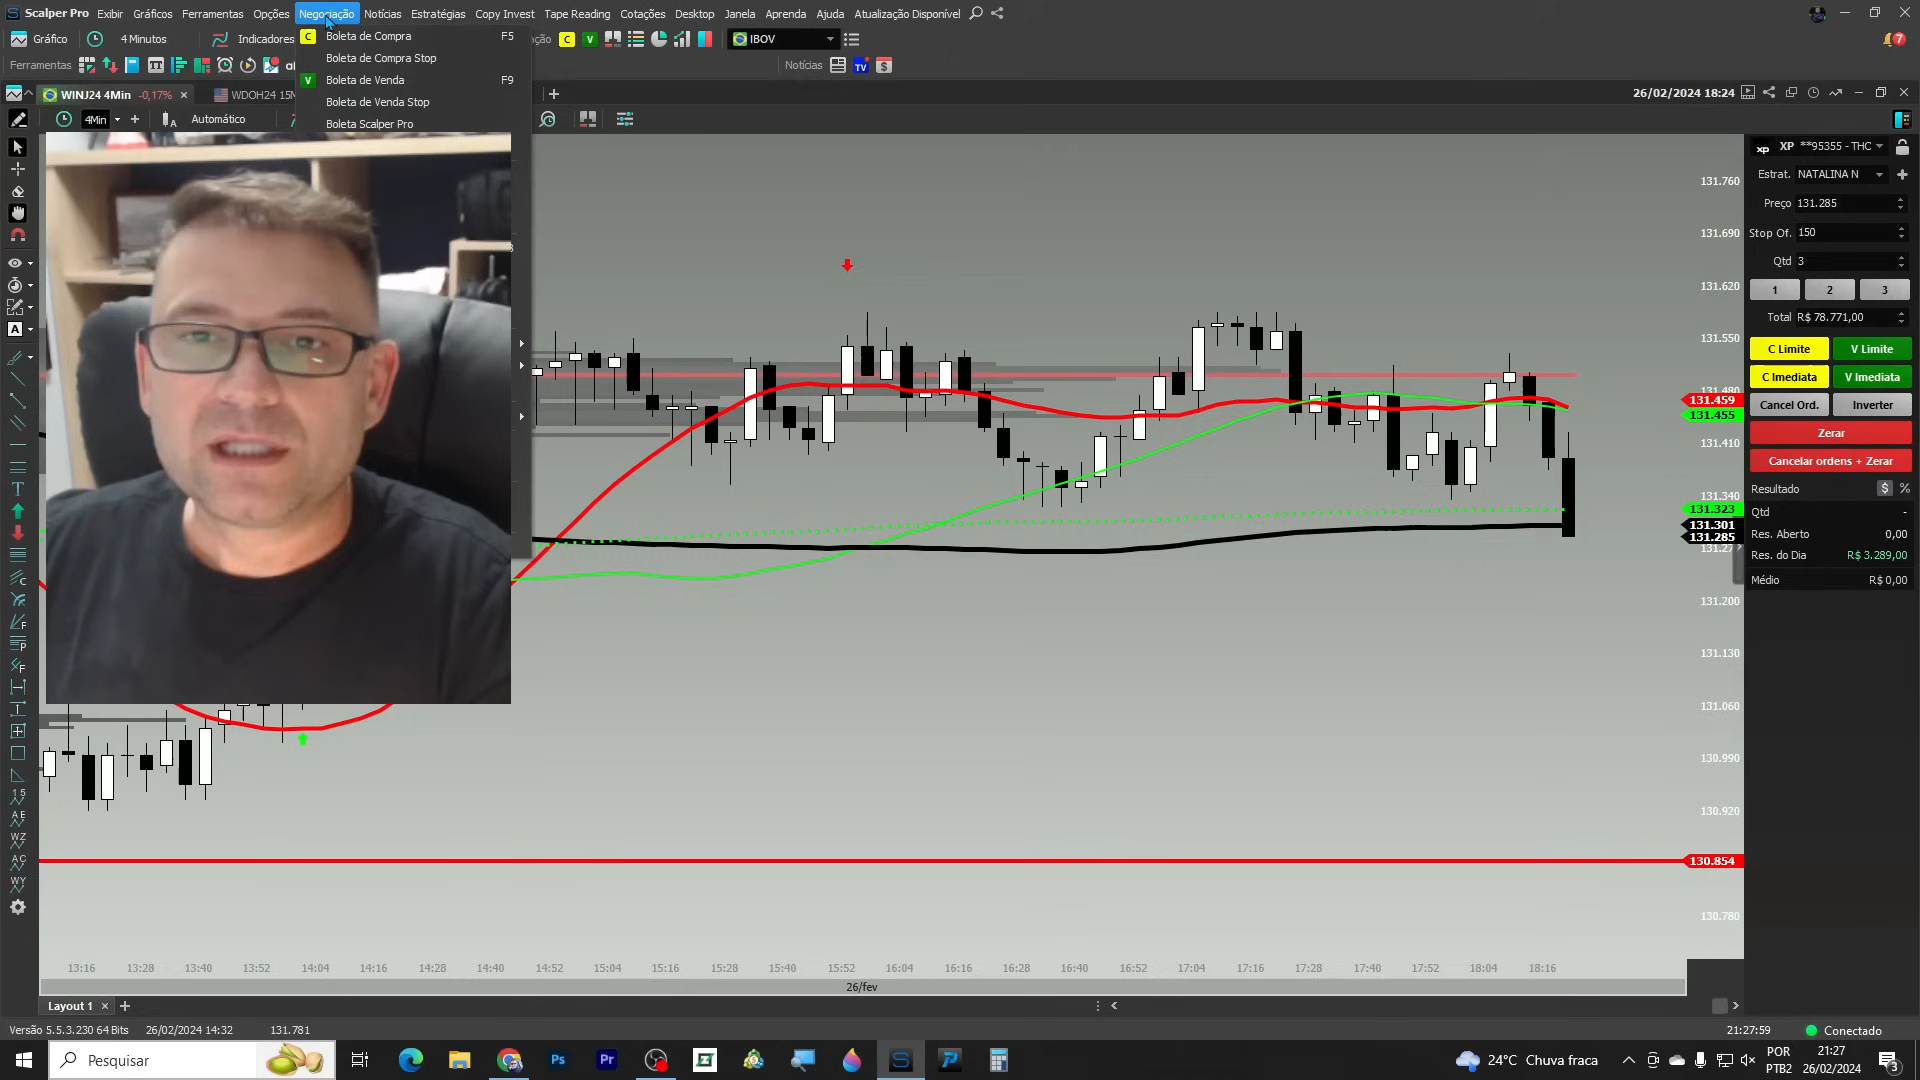 Scalper Pro Exibir Gráficos Ferramentas Opções Negociação Notícias Estratégias Copy Invest Tape Reading Cotações Desktop Janela Aprenda Ajuda Atualização Disponível
Gráfico 4 Minutos Indicadores
C Boleta de Compra F5
C V IBOV 7
Boleta de Compra Stop
Ferramentas
Notícias TV $
V Boleta de Venda F9
WINJ24 4Min -0,17% × WDOH24 15M
26/02/2024 18:24
Boleta de Venda Stop
4Min Automático
Boleta Scalper Pro
XP **95355 - THC
Estrat. NATALINA N
Preço 131.285
Stop Of. 150
Qtd 3
1 2 3
Total R$ 78.771,00
C Limite V Limite
C Imediata V Imediata
Cancel Ord. Inverter
Zerar
Cancelar ordens + Zerar
Resultado $ %
Qtd -
Res. Aberto 0,00
Res. do Dia R$ 3.289,00
Médio R$ 0,00
131.760
131.690
131.620
131.550
131.480
131.459
131.455
131.410
131.340
131.323
131.301
131.285
131.27
131.200
131.130
131.060
130.990
130.920
130.854
130.780
13:16 13:28 13:40 13:52 14:04 14:16 14:28 14:40 14:52 15:04 15:16 15:28 15:40 15:52 16:04 16:16 16:28 16:40 16:52 17:04 17:16 17:28 17:40 17:52 18:04 18:16
26/fev
Layout 1 ×
Versão 5.5.3.230 64 Bits 26/02/2024 14:32 131.781
21:27:59 Conectado
Pesquisar
Ps Pr
24°C Chuva fraca
POR
PTB2
21:27
26/02/2024
3